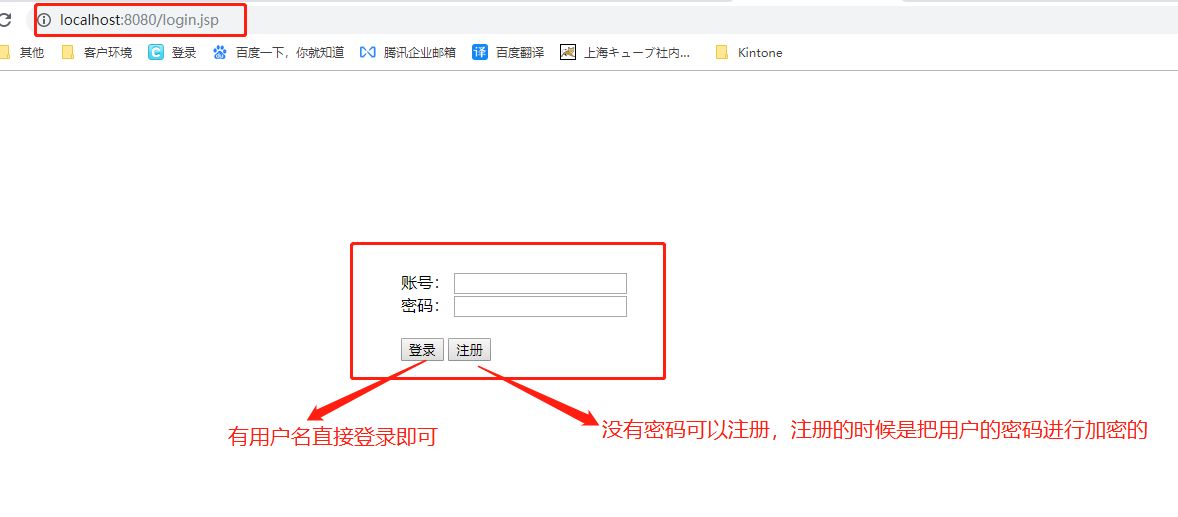 localhost:8080/login.jsp
其他 客户环境 登录 百度一下，你就知道 腾讯企业邮箱 译 百度翻译 上海キューブ社内... Kintone
账号：
密码：
登录 注册
有用户名直接登录即可
没有密码可以注册，注册的时候是把用户的密码进行加密的